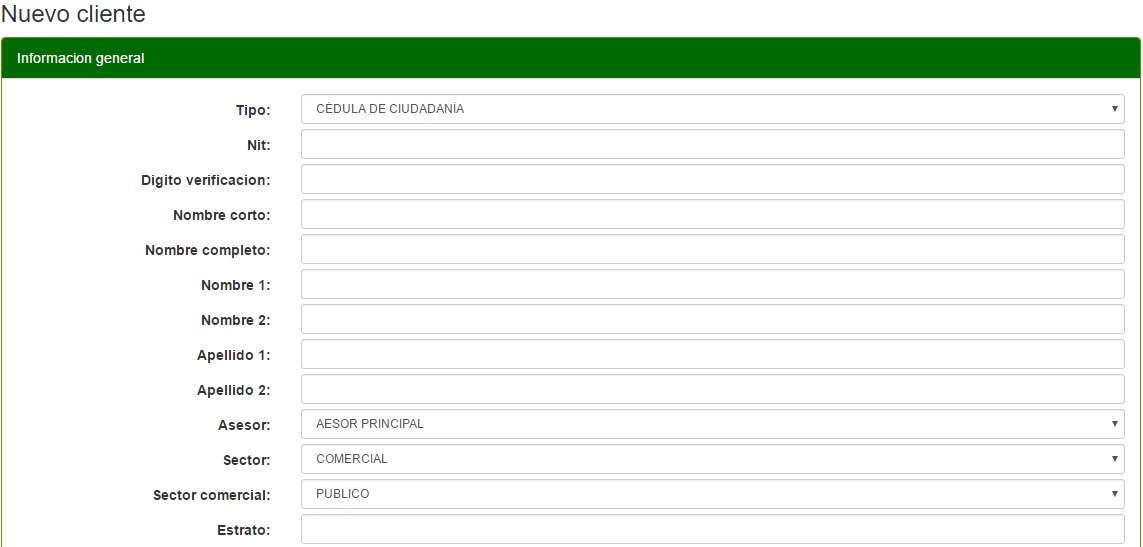 Nuevo cliente
Informacion general
Tipo: CÉDULA DE CIUDADANÍA
Nit:
Digito verificacion:
Nombre corto:
Nombre completo:
Nombre 1:
Nombre 2:
Apellido 1:
Apellido 2:
Asesor: AESOR PRINCIPAL
Sector: COMERCIAL
Sector comercial: PUBLICO
Estrato: